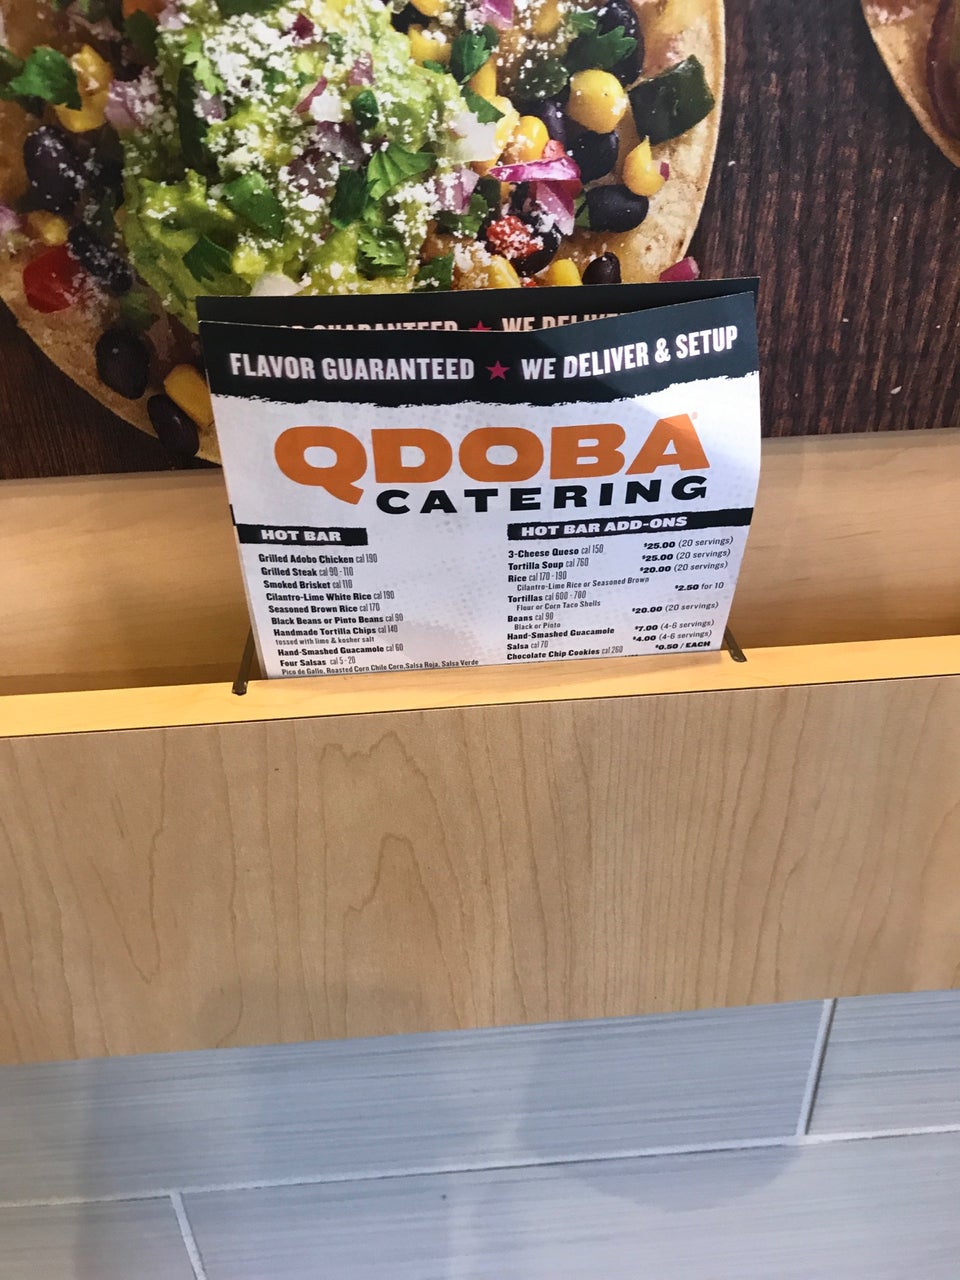 GUARANTEED ★ WE
FLAVOR GUARANTEED ★ WE DELIVER & SETUP
QDOBA
CATERING
HOT BAR
Grilled Adobo Chicken cal 190
Grilled Steak cal 90 - 110
Smoked Brisket cal 110
Cilantro-Lime White Rice cal 190
Seasoned Brown Rice cal 170
Black Beans or Pinto Beans cal 90
Handmade Tortilla Chips cal 140
tossed with lime & kosher salt
Hand-Smashed Guacamole cal 60
Four Salsas cal 5 - 20
Pico de Gallo, Roasted Corn Chile Corn, Salsa Roja, Salsa Verde
HOT BAR ADD-ONS
3-Cheese Queso cal 150 $25.00 (20 servings)
Tortilla Soup cal 760 $25.00 (20 servings)
Rice cal 170 - 190 $20.00 (20 servings)
Cilantro-Lime Rice or Seasoned Brown
Tortillas cal 600 - 700 $2.50 for 10
Flour or Corn Taco Shells
Beans cal 90 $20.00 (20 servings)
Black or Pinto
Hand-Smashed Guacamole $7.00 (4-6 servings)
Salsa cal 70 $4.00 (4-6 servings)
Chocolate Chip Cookies cal 260 $0.50 / EACH